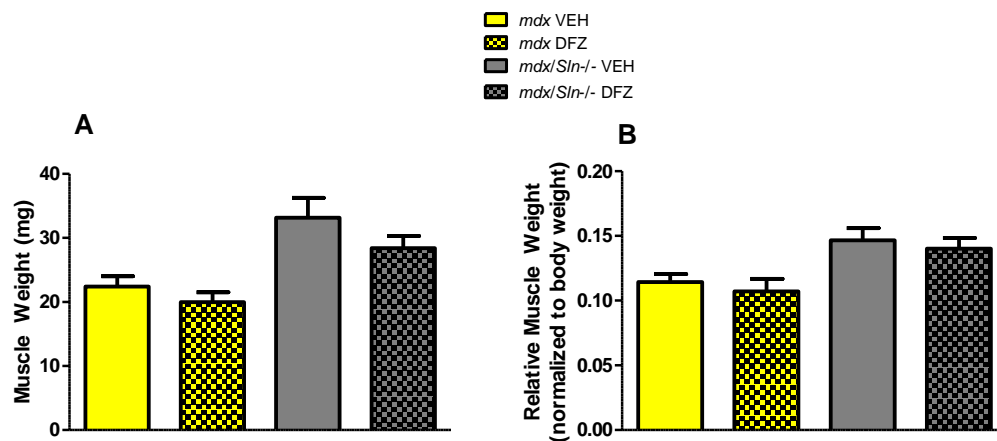 mdx VEH
mdx DFZ
mdx/Sln-/- VEH
mdx/Sln-/- DFZ
A
Muscle Weight (mg)
40
30
20
10
0
B
Relative Muscle Weight
(normalized to body weight)
0.20
0.15
0.10
0.05
0.00